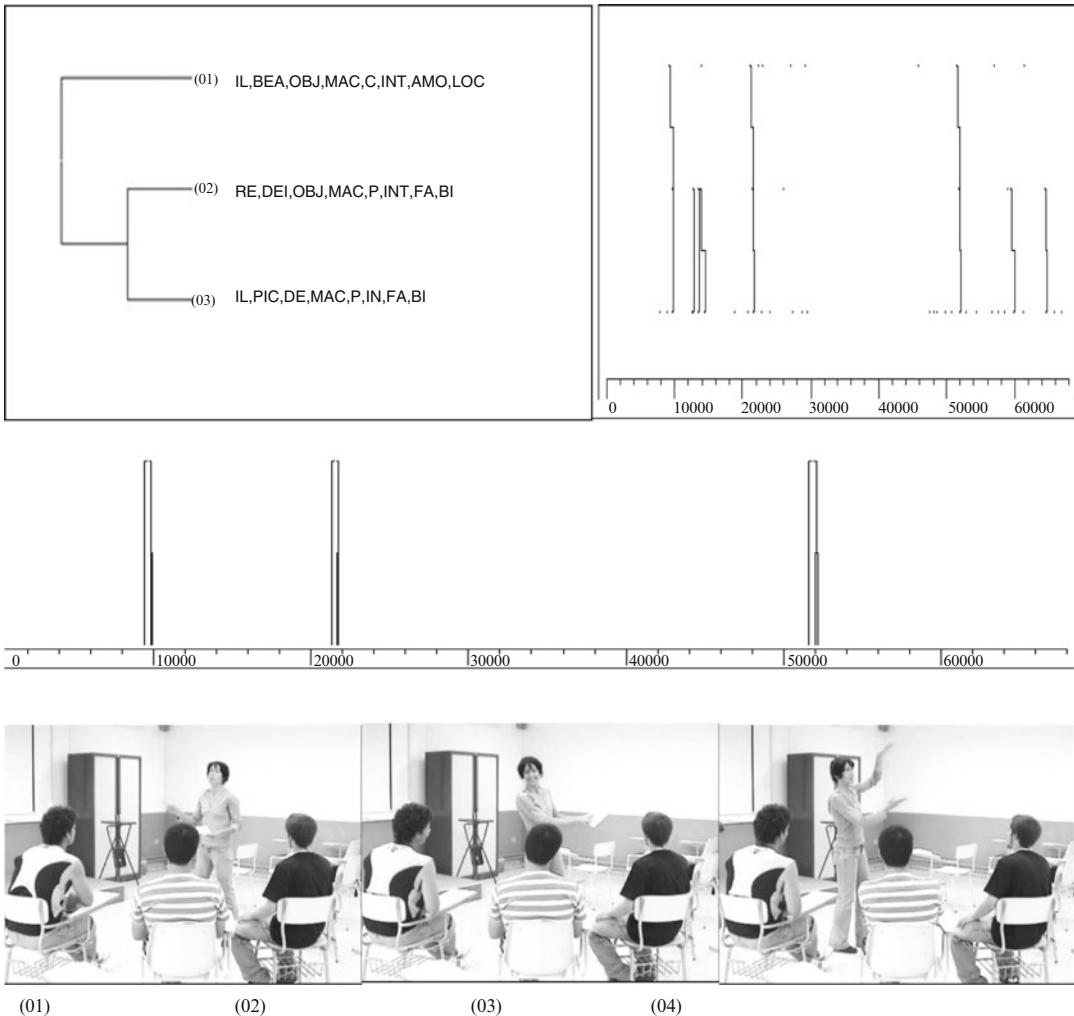 (01) IL,BEA,OBJ,MAC,C,INT,AMO,LOC
(02) RE,DEI,OBJ,MAC,P,INT,FA,BI
(03) IL,PIC,DE,MAC,P,IN,FA,BI
0 10000 20000 30000 40000 50000 60000
0 10000 20000 30000 40000 50000 60000
(01) (02) (03) (04)